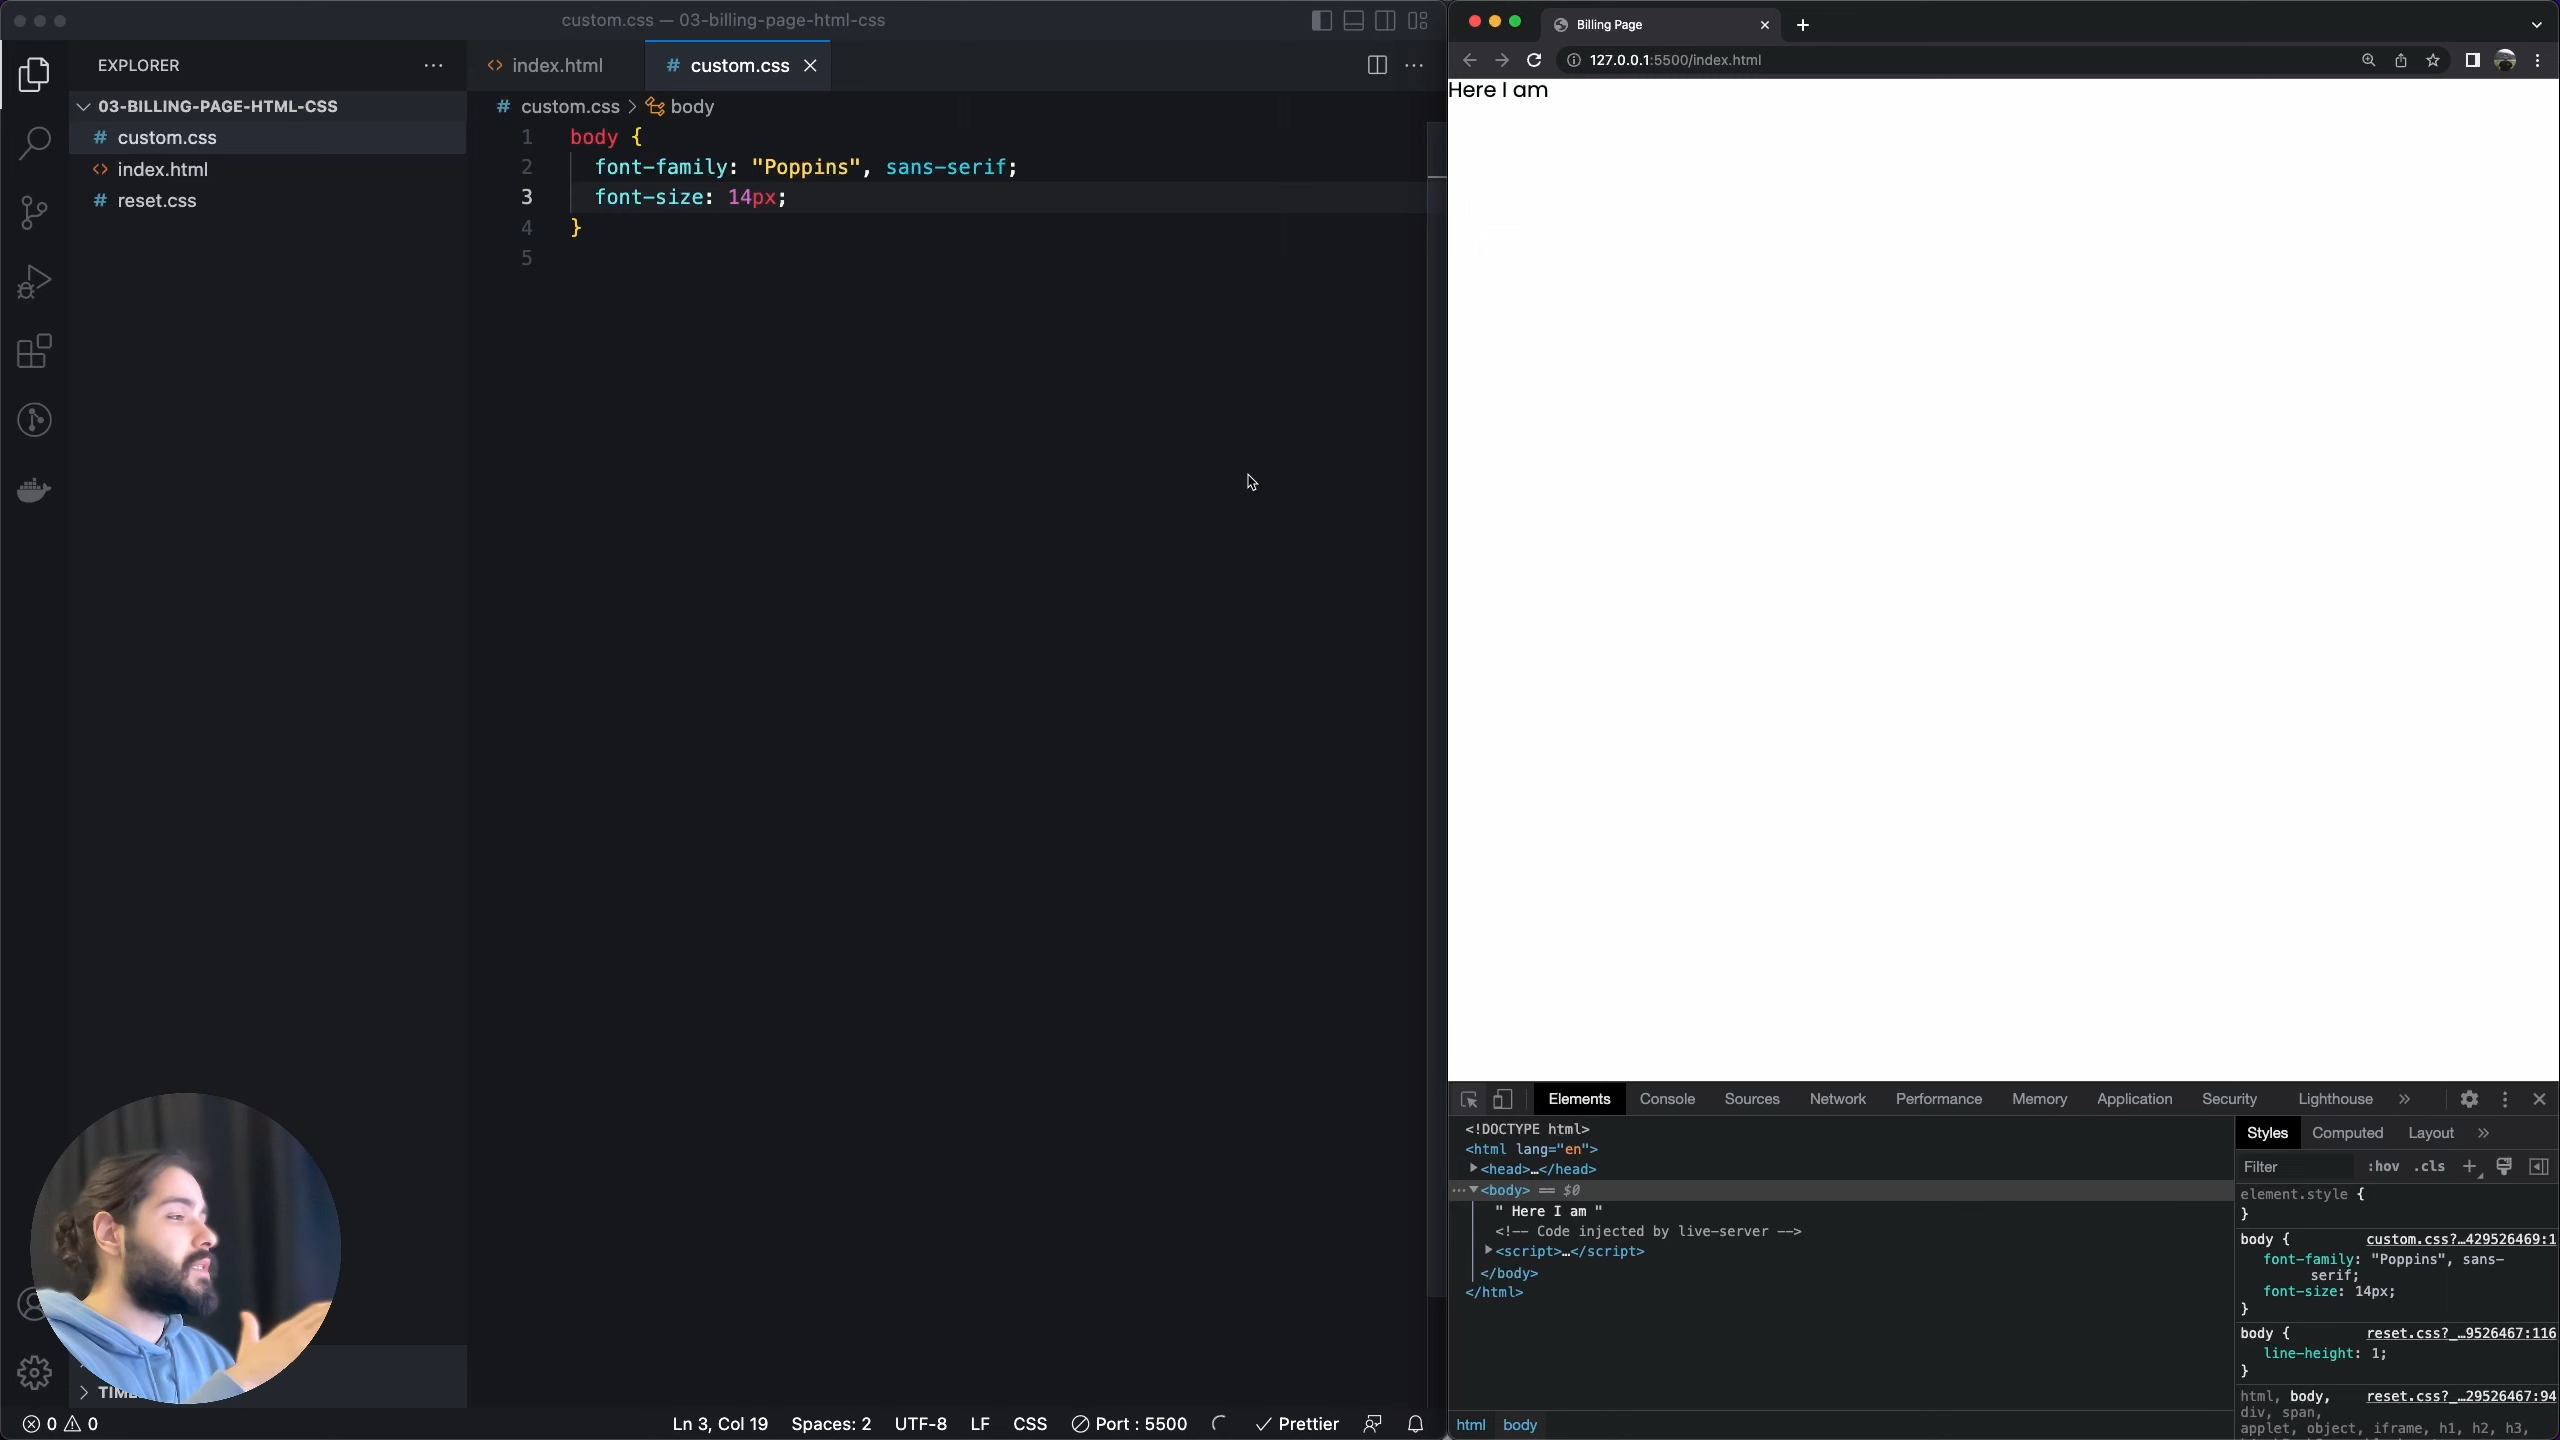 custom.css — 03-billing-page-html-css
EXPLORER
03-BILLING-PAGE-HTML-CSS
# custom.css
<> index.html
# reset.css
<> index.html
# custom.css
# custom.css > body
1 body {
2 font-family: "Poppins", sans-serif;
3 font-size: 14px;
4 }
5
0 0
Ln 3, Col 19
Spaces: 2
UTF-8
LF
CSS
Port : 5500
Prettier
Billing Page
127.0.0.1:5500/index.html
Here I am
Elements
Console
Sources
Network
Performance
Memory
Application
Security
Lighthouse
<!DOCTYPE html>
<html lang="en">
<head>…</head>
<body> == $0
" Here I am "
<!-- Code injected by live-server -->
<script>…</script>
</body>
</html>
html body
Styles
Computed
Layout
Filter
:hov
.cls
element.style {
}
body { custom.css?…429526469:1
font-family: "Poppins", sans-
serif;
font-size: 14px;
}
body { reset.css?_…9526467:116
line-height: 1;
}
html, body, reset.css?_…29526467:94
div, span,
applet, object, iframe, h1, h2, h3,